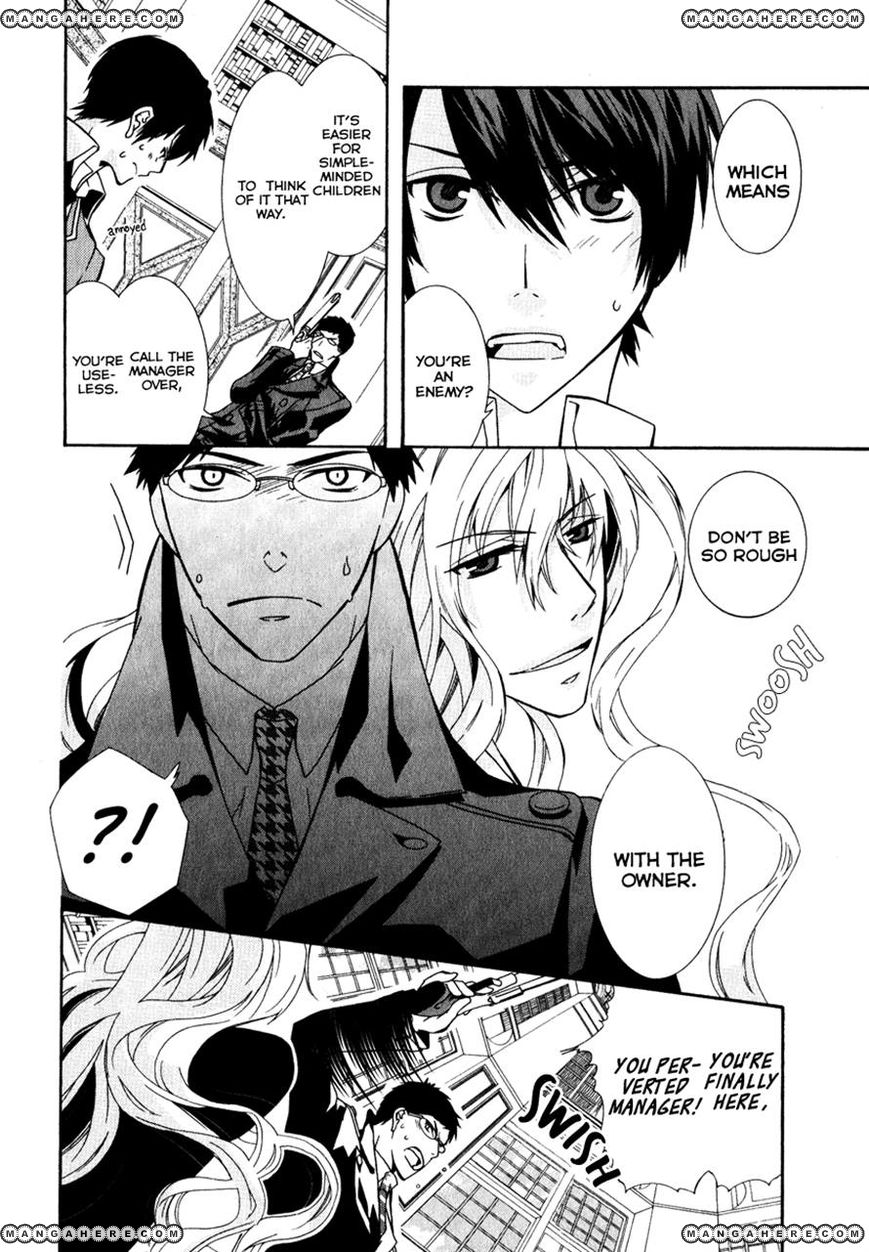 MANGAHERE.COM
MANGAHERE.COM
WHICH
MEANS
YOU'RE
AN
ENEMY?
IT'S
EASIER
FOR
SIMPLE-
MINDED
CHILDREN
TO THINK
OF IT THAT
WAY.
annoyed
CALL THE
MANAGER
OVER,
YOU'RE
USE-
LESS.
DON'T BE
SO ROUGH
SWOOSH
WITH THE
OWNER.
?!
YOU'RE
FINALLY
HERE,
YOU PER-
VERTED
MANAGER!
SWISH
MANGAHERE.COM
MANGAHERE.COM